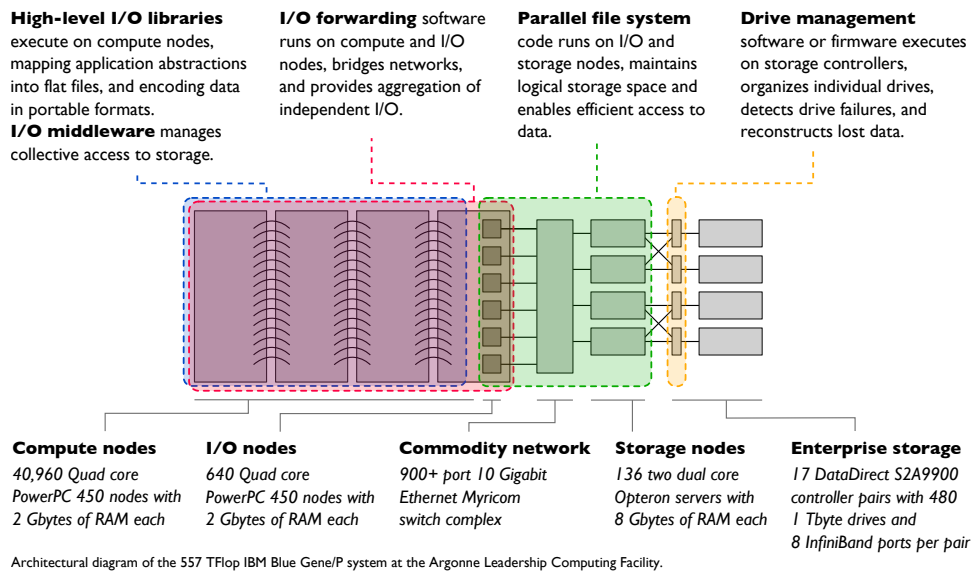 High-level I/O libraries
execute on compute nodes,
mapping application abstractions
into flat files, and encoding data
in portable formats.
I/O middleware manages
collective access to storage.
I/O forwarding software
runs on compute and I/O
nodes, bridges networks,
and provides aggregation of
independent I/O.
Parallel file system
code runs on I/O and
storage nodes, maintains
logical storage space and
enables efficient access to
data.
Drive management
software or firmware executes
on storage controllers,
organizes individual drives,
detects drive failures, and
reconstructs lost data.
Compute nodes
40,960 Quad core
PowerPC 450 nodes with
2 Gbytes of RAM each
I/O nodes
640 Quad core
PowerPC 450 nodes with
2 Gbytes of RAM each
Commodity network
900+ port 10 Gigabit
Ethernet Myricom
switch complex
Storage nodes
136 two dual core
Opteron servers with
8 Gbytes of RAM each
Enterprise storage
17 DataDirect S2A9900
controller pairs with 480
1 Tbyte drives and
8 InfiniBand ports per pair
Architectural diagram of the 557 TFlop IBM Blue Gene/P system at the Argonne Leadership Computing Facility.